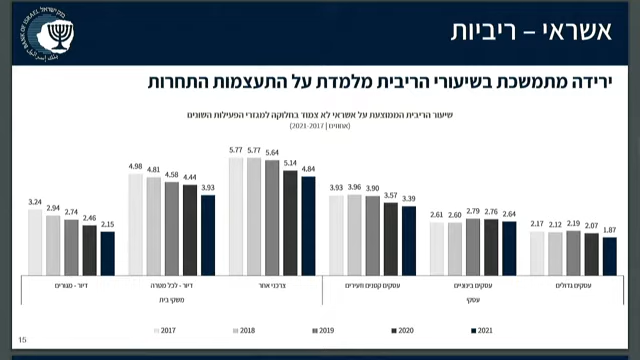 אשראי – ריביות
BANK OF ISRAEL
בנק ישראל
ירידה מתמשכת בשיעורי הריבית מלמדת על התעצמות התחרות
שיעור הריבית הממוצעת על אשראי לא צמוד בחלוקה למגזרי הפעילות השונים
(אחוזים | 2021-2017)
3.24 2.94 2.74 2.46 2.15
4.98 4.81 4.58 4.44 3.93
5.77 5.77 5.64 5.14 4.84
3.93 3.96 3.90 3.57 3.39
2.61 2.60 2.79 2.76 2.64
2.17 2.12 2.19 2.07 1.87
דיור - מגורים
דיור - לכל מטרה
צרכני אחר
עסקים קטנים וזעירים
עסקים בינוניים
עסקים גדולים
משקי בית
עסקי
2017 2018 2019 2020 2021
15